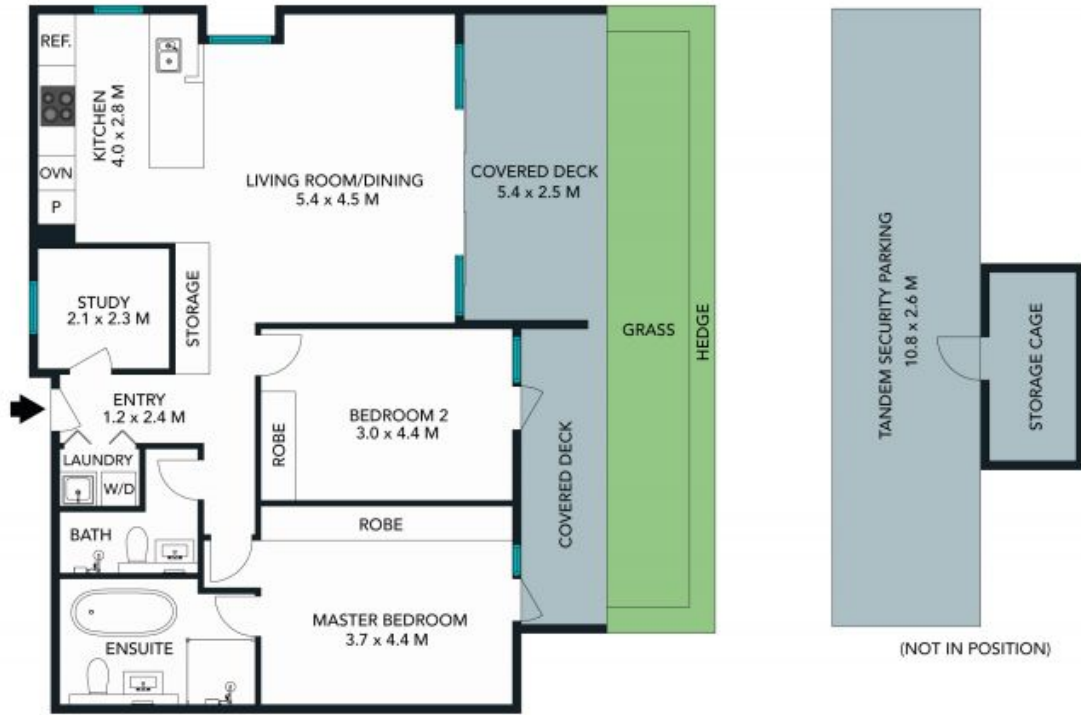 REF.
KITCHEN
4.0 x 2.8 M
OVN
P
LIVING ROOM/DINING
5.4 x 4.5 M
COVERED DECK
5.4 x 2.5 M
STUDY
2.1 x 2.3 M
STORAGE
ENTRY
1.2 x 2.4 M
LAUNDRY
W/D
BATH
BEDROOM 2
3.0 x 4.4 M
ROBE
ROBE
MASTER BEDROOM
3.7 x 4.4 M
ENSUITE
COVERED DECK
GRASS
HEDGE
TANDEM SECURITY PARKING
10.8 x 2.6 M
STORAGE CAGE
(NOT IN POSITION)